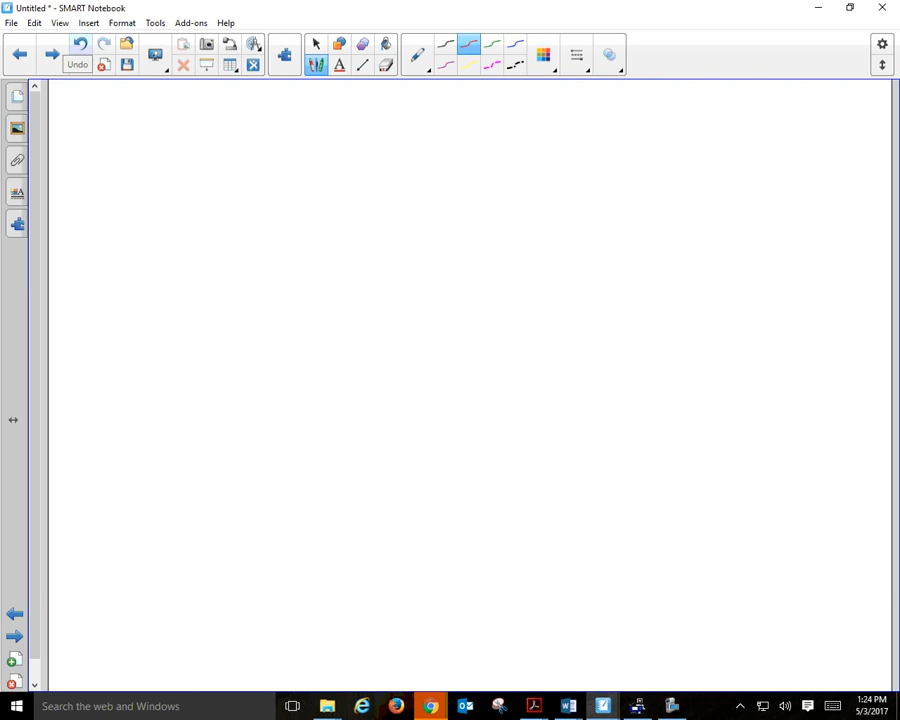 Untitled * - SMART Notebook
File Edit View Insert Format Tools Add-ons Help
Undo
Search the web and Windows
1:24 PM
5/3/2017